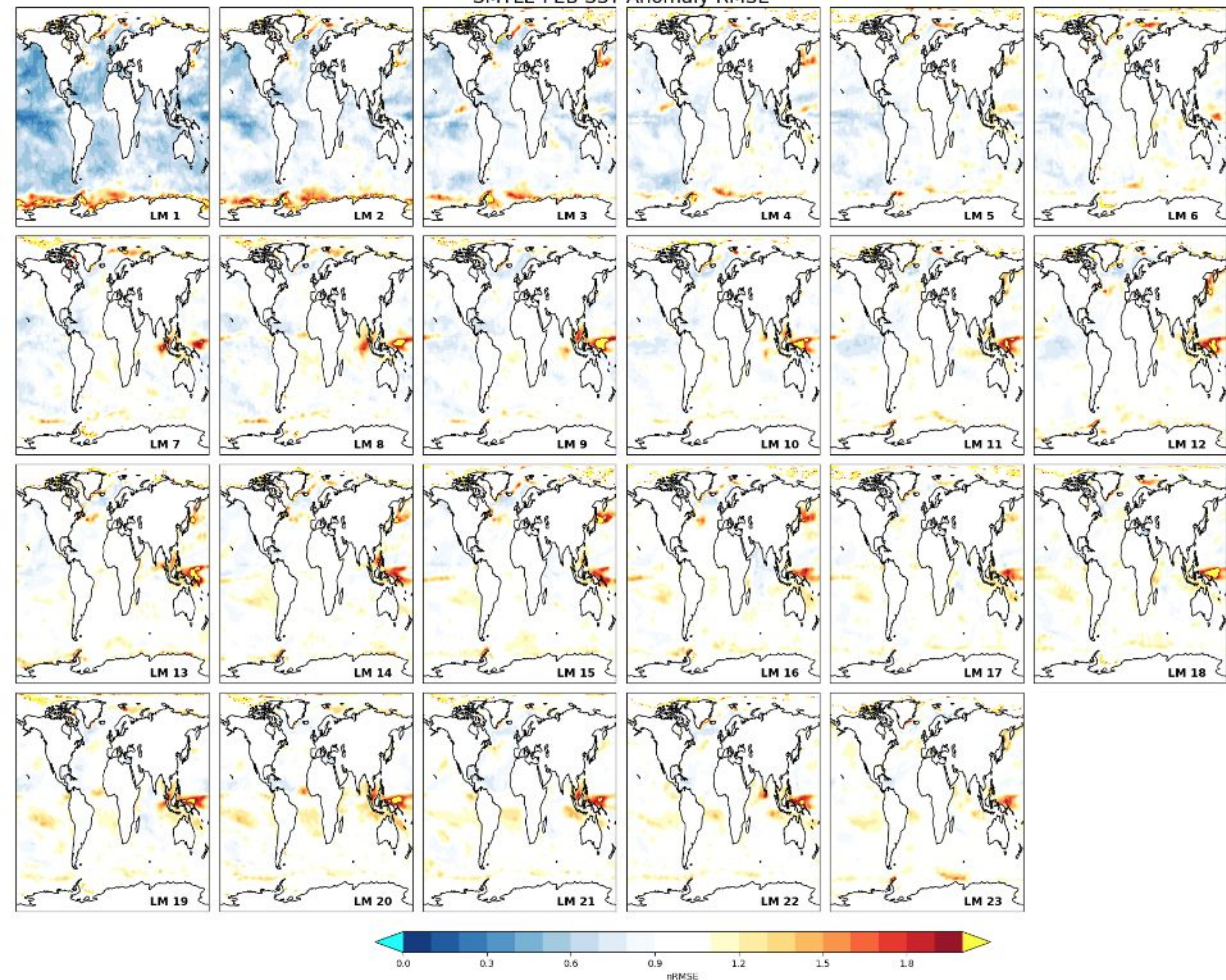 SMYLE FEB SST Anomaly RMSE
LM 1 LM 2 LM 3 LM 4 LM 5 LM 6
LM 7 LM 8 LM 9 LM 10 LM 11 LM 12
LM 13 LM 14 LM 15 LM 16 LM 17 LM 18
LM 19 LM 20 LM 21 LM 22 LM 23
0.0 0.3 0.6 0.9 1.2 1.5 1.8
nRMSE